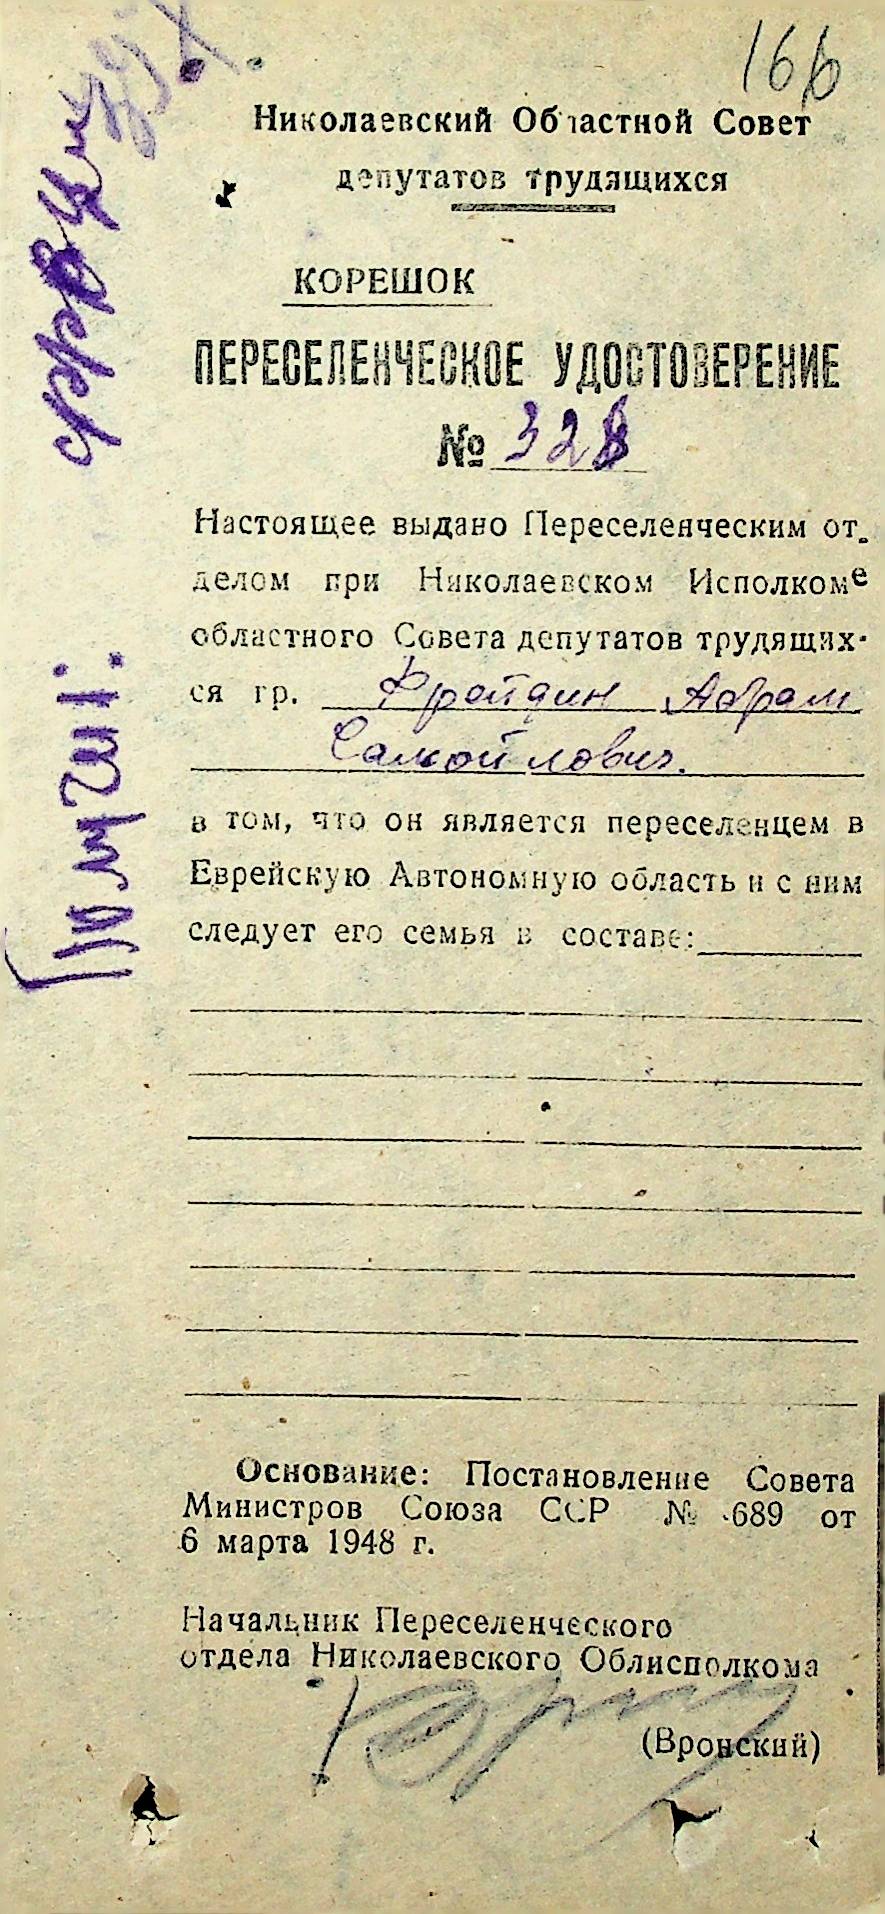 166
Николаевский Областной Совет
депутатов трудящихся
КОРЕШОК
ПЕРЕСЕЛЕНЧЕСКОЕ УДОСТОВЕРЕНИЕ
№ 328
Настоящее выдано Переселенческим от-
делом при Николаевском Исполкоме
областного Совета депутатов трудящих-
ся гр. Фрейдин Абрам
Самойлович.
в том, что он является переселенцем в
Еврейскую Автономную область и с ним
следует его семья в составе:
Основание: Постановление Совета
Министров Союза ССР № 689 от
6 марта 1948 г.
Начальник Переселенческого
отдела Николаевского Облисполкома
(Вронский)